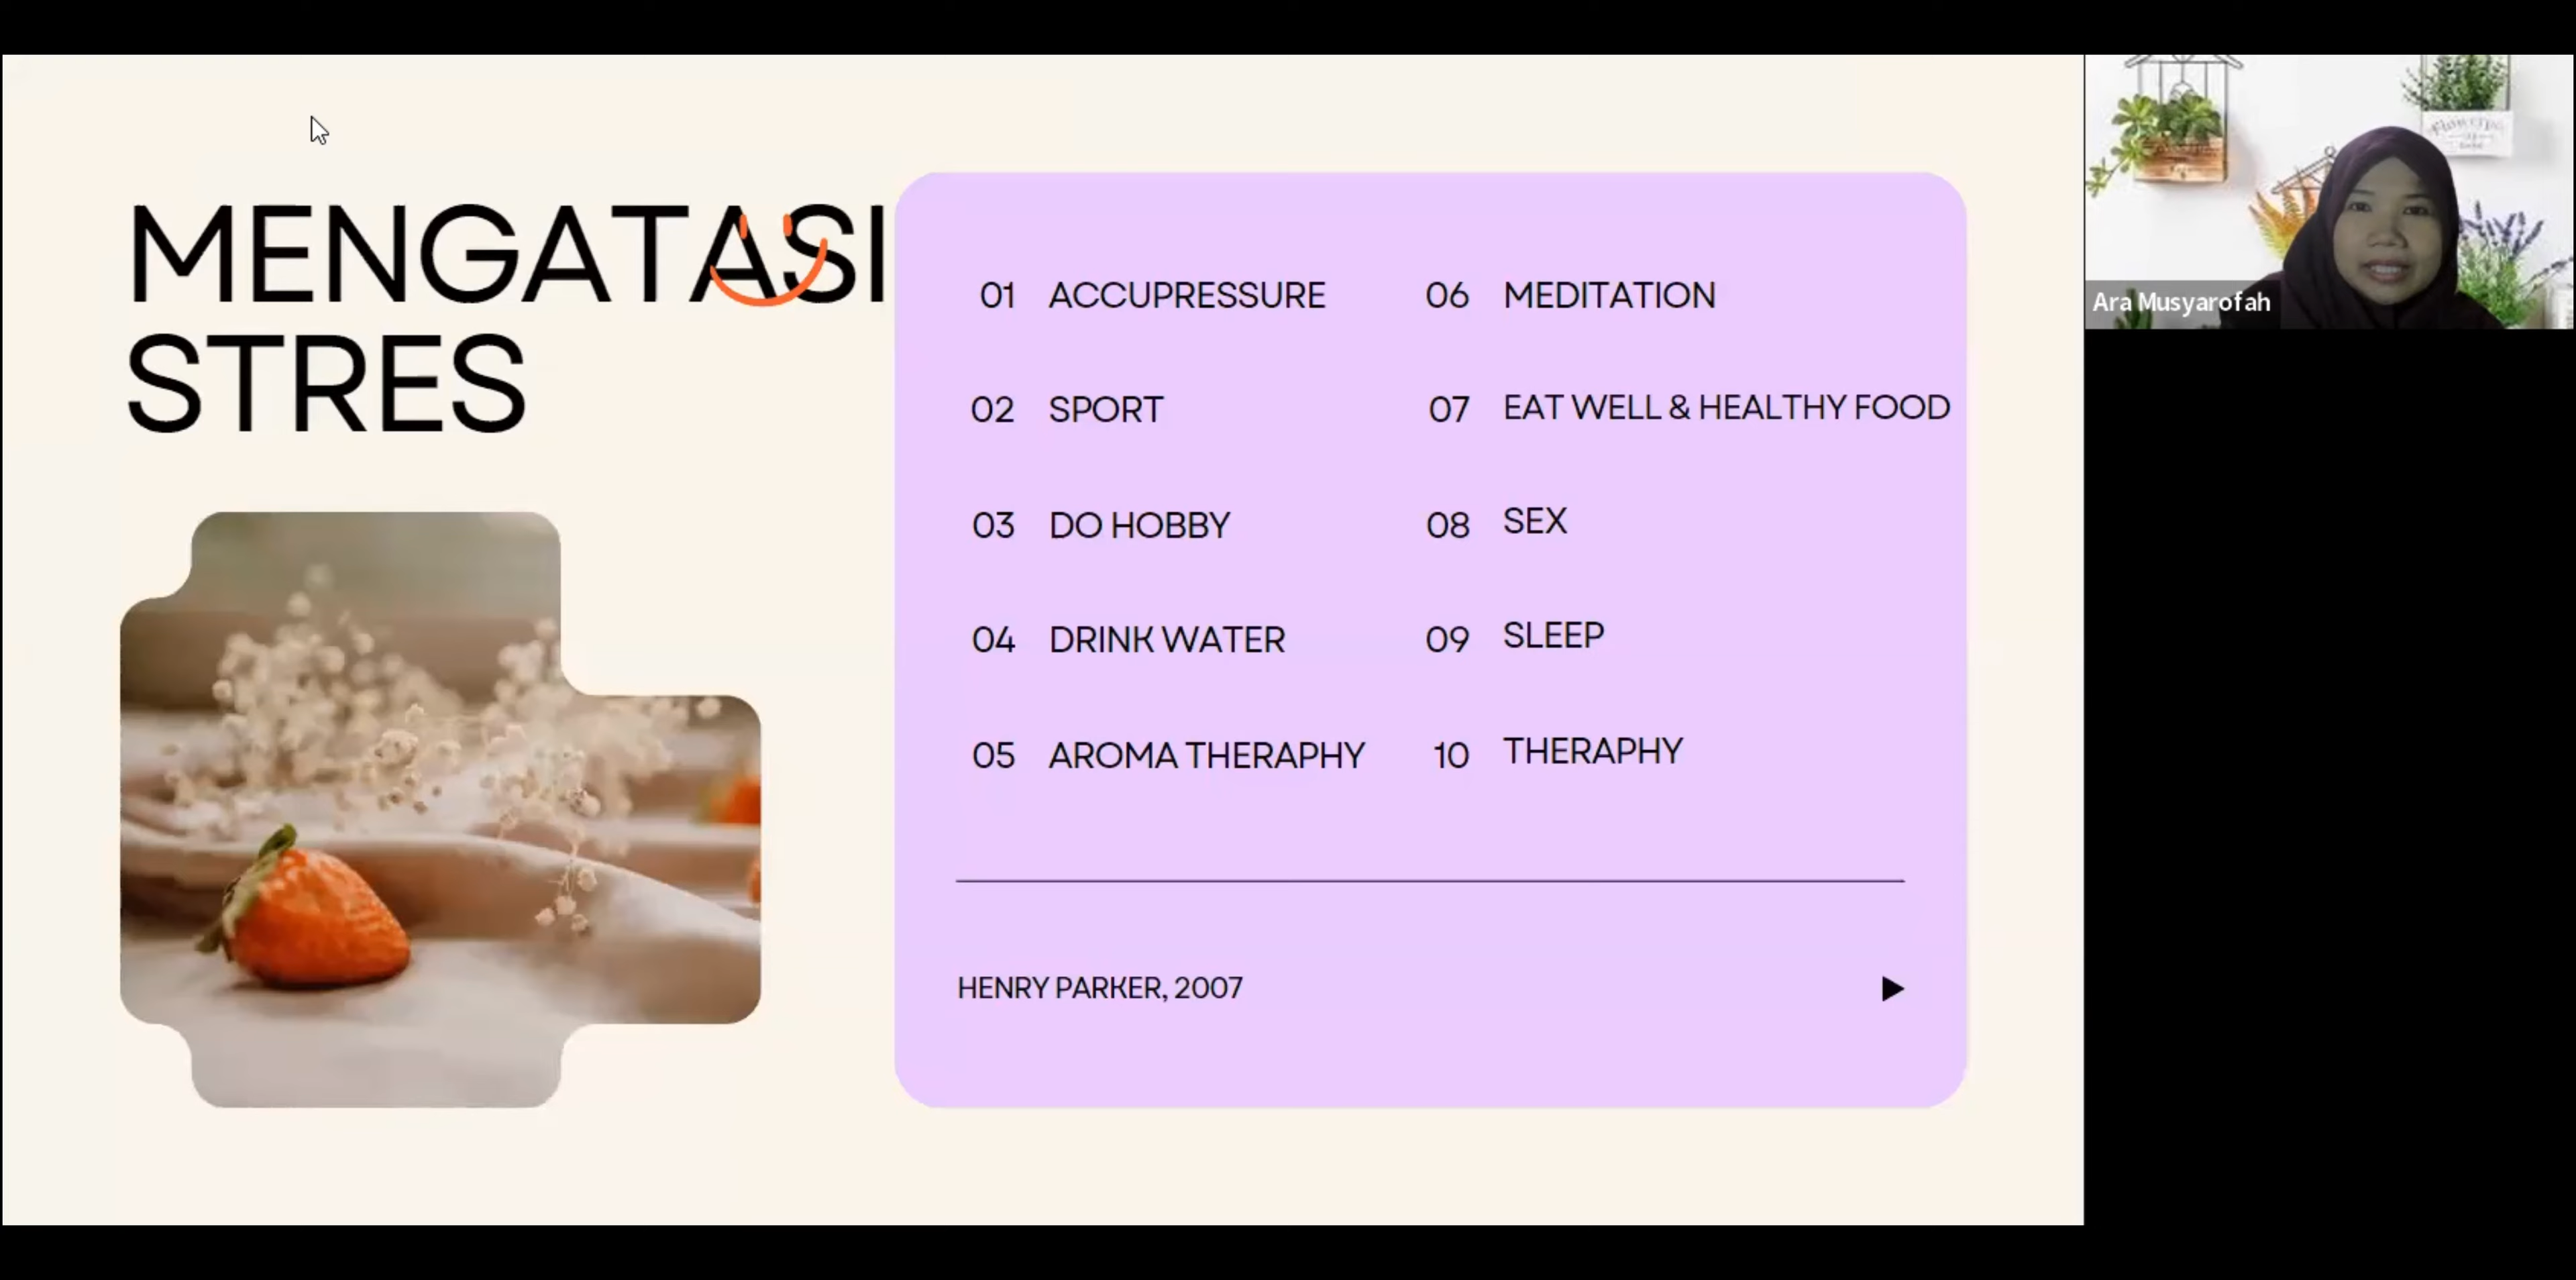 MENGATASI
STRES
01 ACCUPRESSURE
02 SPORT
03 DO HOBBY
04 DRINK WATER
05 AROMA THERAPHY
06 MEDITATION
07 EAT WELL & HEALTHY FOOD
08 SEX
09 SLEEP
10 THERAPHY
HENRY PARKER, 2007
Ara Musyarofah